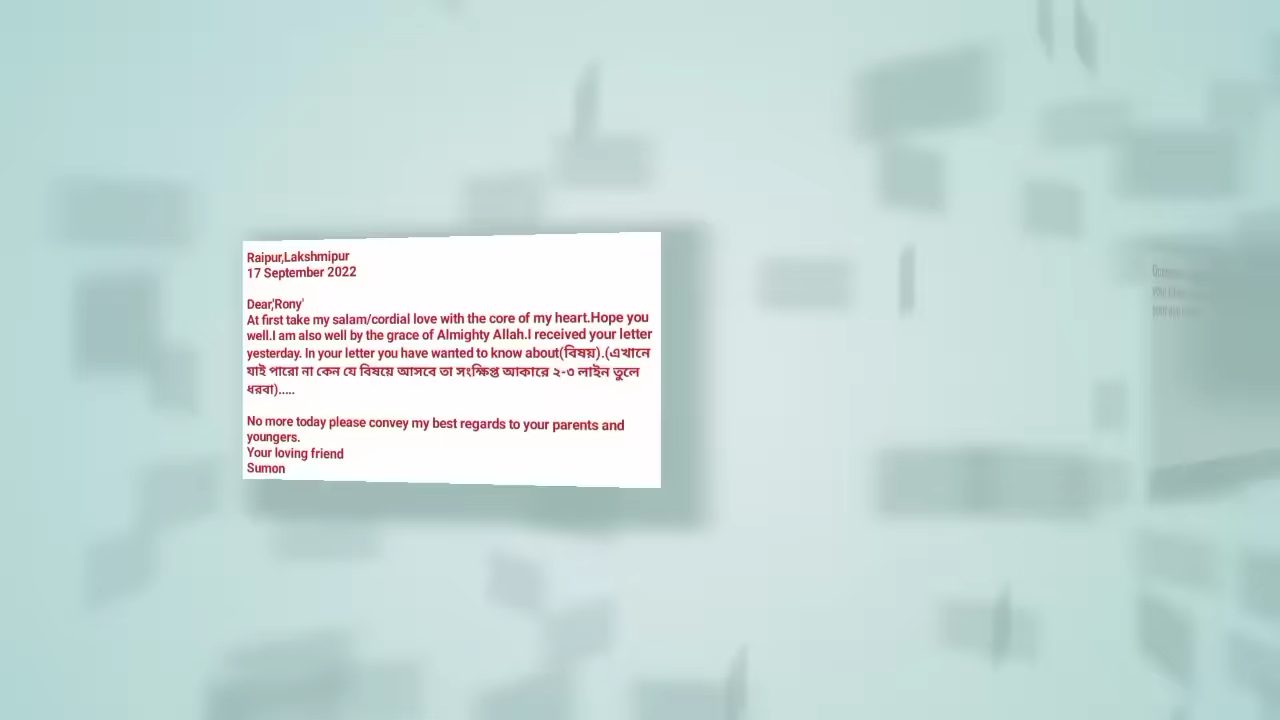 Raipur,Lakshmipur
17 September 2022
Dear,'Rony'
At first take my salam/cordial love with the core of my heart.Hope you
well.I am also well by the grace of Almighty Allah.I received your letter
yesterday. In your letter you have wanted to know about(বিষয়).(এখানে
যাই পারো না কেন যে বিষয়ে আসবে তা সংক্ষিপ্ত আকারে ২-৩ লাইন তুলে
ধরবা).....
No more today please convey my best regards to your parents and
youngers.
Your loving friend
Sumon